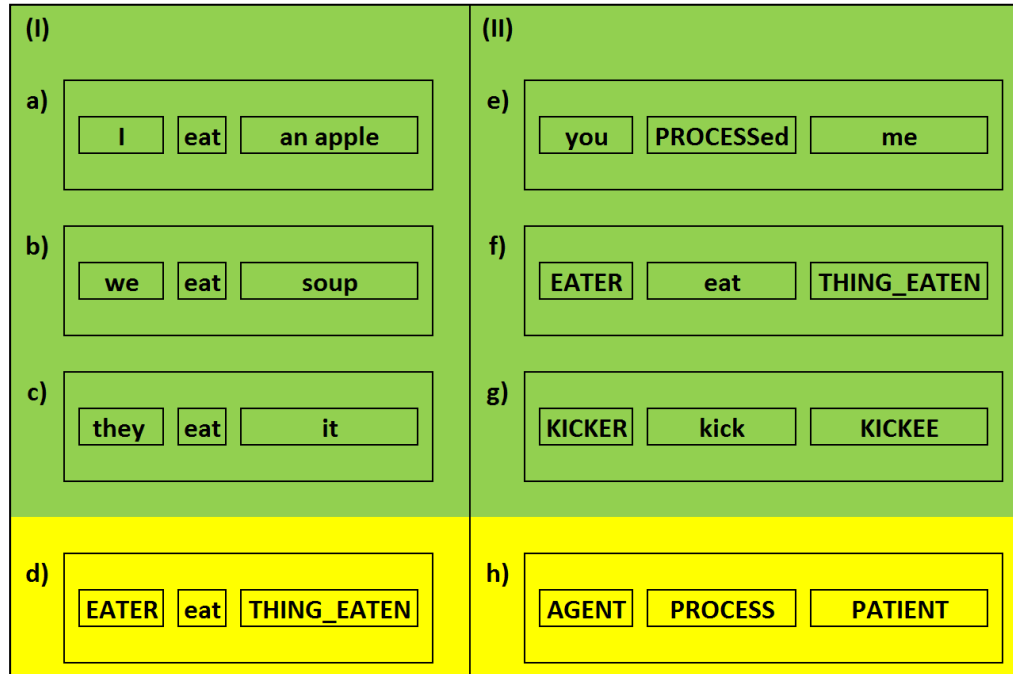 (I)
a)
I eat an apple
b)
we eat soup
c)
they eat it
d)
EATER eat THING_EATEN
(II)
e)
you PROCESSed me
f)
EATER eat THING_EATEN
g)
KICKER kick KICKEE
h)
AGENT PROCESS PATIENT